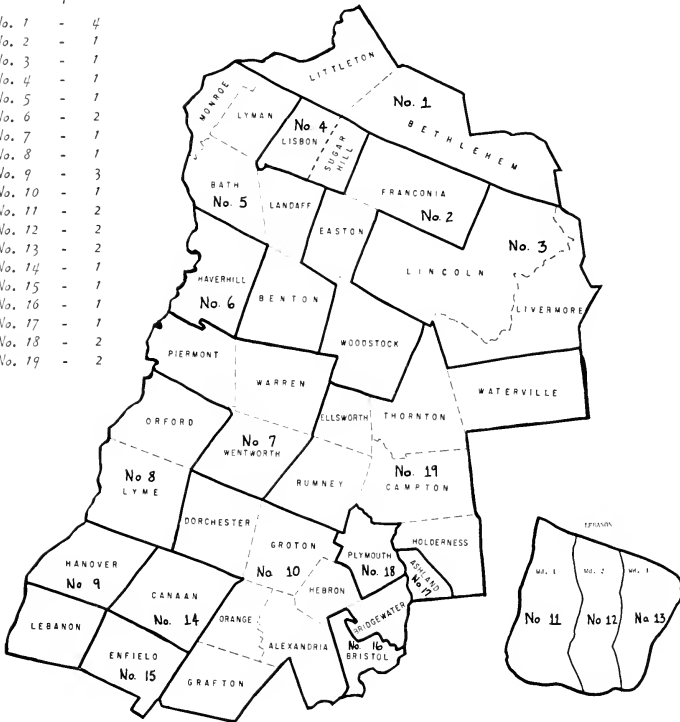 No. 1 - 4
No. 2 - 1
No. 3 - 1
No. 4 - 1
No. 5 - 1
No. 6 - 2
No. 7 - 1
No. 8 - 1
No. 9 - 3
No. 10 - 1
No. 11 - 2
No. 12 - 2
No. 13 - 2
No. 14 - 1
No. 15 - 1
No. 16 - 1
No. 17 - 1
No. 18 - 2
No. 19 - 2
LITTLETON
No. 1
BETHLEHEM
MONROE
LYMAN
No. 4
LISBON
SUGAR HILL
BATH
No. 5
LANDAFF
FRANCONIA
No. 2
EASTON
No. 3
LINCOLN
LIVERMORE
HAVERHILL
No. 6
BENTON
WOODSTOCK
PIERMONT
WARREN
WATERVILLE
ORFORD
ELLSWORTH
THORNTON
No. 7
WENTWORTH
No 8
LYME
RUMNEY
No. 19
CAMPTON
DORCHESTER
GROTON
No. 10
PLYMOUTH
No. 18
HOLDERNESS
ASHLAND
No 17
HANOVER
No 9
CANAAN
No. 14
HEBRON
ORANGE
BRIDGEWATER
LEBANON
ENFIELD
No. 15
ALEXANDRIA
No. 16
BRISTOL
GRAFTON
LEBANON
Wd. 1
Wd. 2
No 11
No 12
No 13